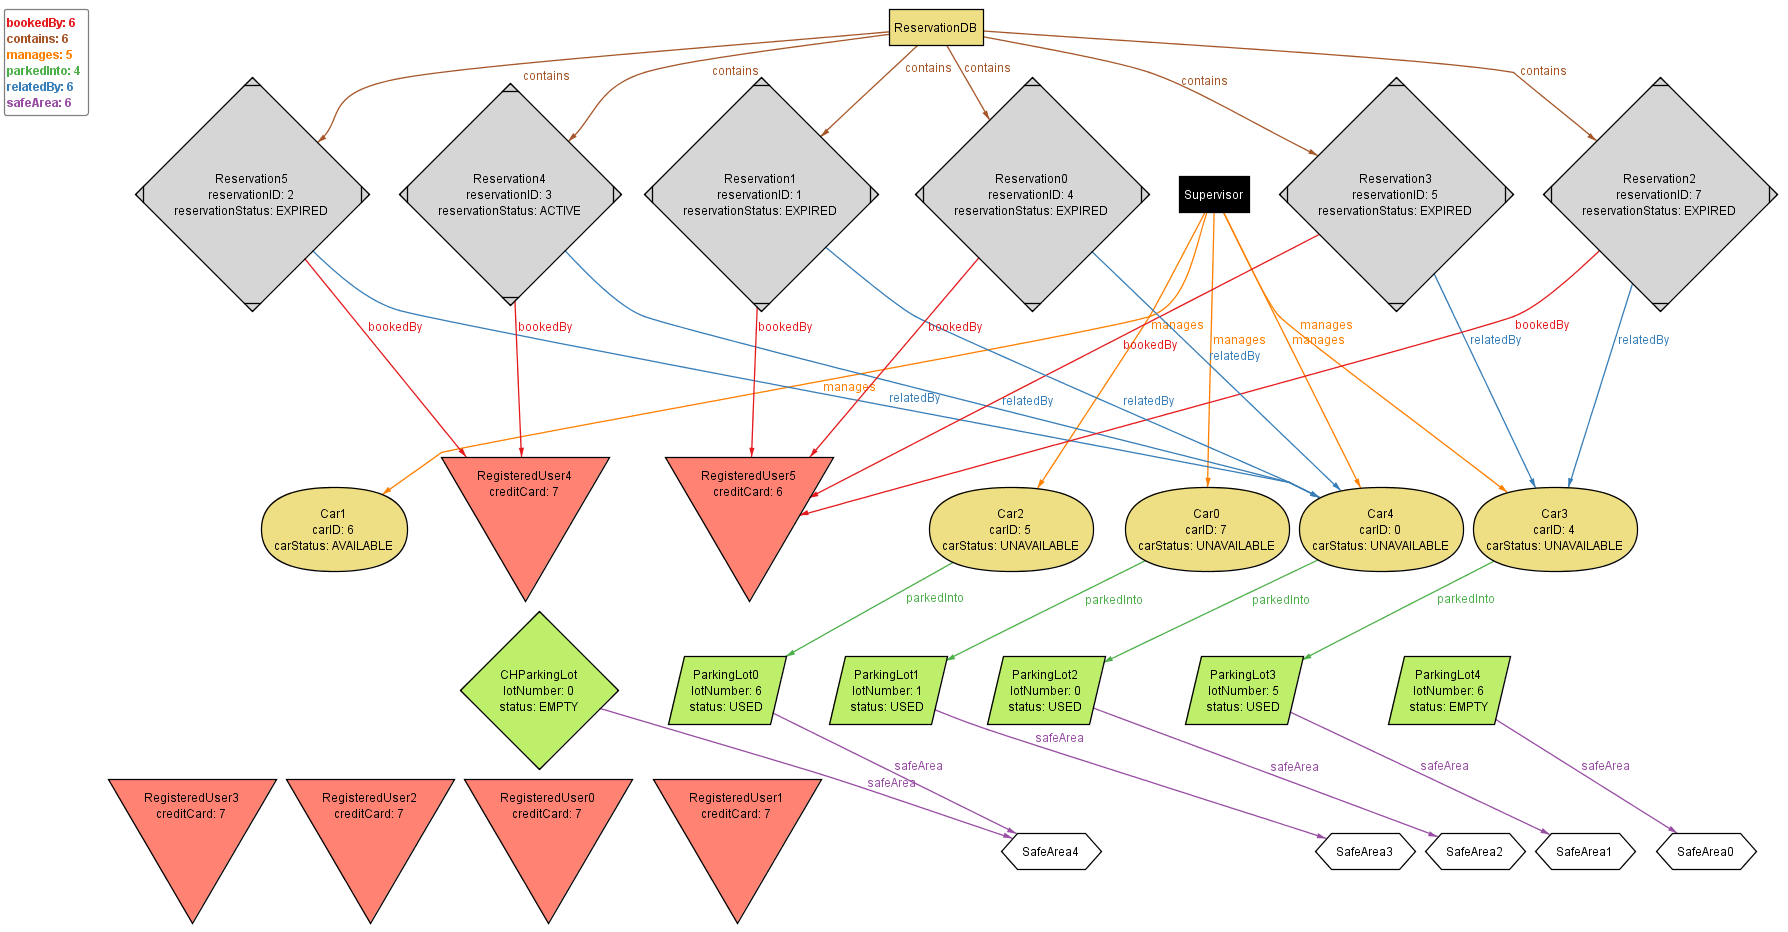 bookedBy: 6
contains: 6
manages: 5
parkedInto: 4
relatedBy: 6
safeArea: 6
ReservationDB
contains
contains
contains
contains
contains
contains
Reservation5
reservationID: 2
reservationStatus: EXPIRED
Reservation4
reservationID: 3
reservationStatus: ACTIVE
Reservation1
reservationID: 1
reservationStatus: EXPIRED
Reservation0
reservationID: 4
reservationStatus: EXPIRED
Supervisor
Reservation3
reservationID: 5
reservationStatus: EXPIRED
Reservation2
reservationID: 7
reservationStatus: EXPIRED
bookedBy
bookedBy
bookedBy
bookedBy
manages
manages
bookedBy
bookedBy
manages
manages
relatedBy
relatedBy
relatedBy
manages
relatedBy
relatedBy
relatedBy
RegisteredUser4
creditCard: 7
RegisteredUser5
creditCard: 6
Car1
carID: 6
carStatus: AVAILABLE
Car2
carID: 5
carStatus: UNAVAILABLE
Car0
carID: 7
carStatus: UNAVAILABLE
Car4
carID: 0
carStatus: UNAVAILABLE
Car3
carID: 4
carStatus: UNAVAILABLE
parkedInto
parkedInto
parkedInto
parkedInto
CHParkingLot
lotNumber: 0
status: EMPTY
ParkingLot0
lotNumber: 6
status: USED
ParkingLot1
lotNumber: 1
status: USED
ParkingLot2
lotNumber: 0
status: USED
ParkingLot3
lotNumber: 5
status: USED
ParkingLot4
lotNumber: 6
status: EMPTY
safeArea
safeArea
safeArea
safeArea
safeArea
safeArea
RegisteredUser3
creditCard: 7
RegisteredUser2
creditCard: 7
RegisteredUser0
creditCard: 7
RegisteredUser1
creditCard: 7
SafeArea4
SafeArea3
SafeArea2
SafeArea1
SafeArea0